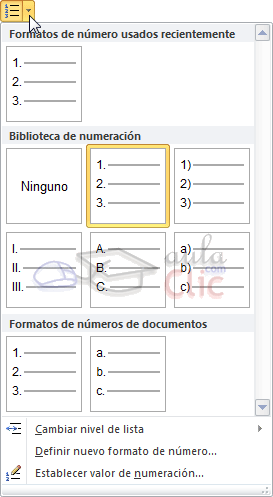 Formatos de número usados recientemente
1.
2.
3.
Biblioteca de numeración
Ninguno
1.
2.
3.
1)
2)
3)
I.
II.
III.
A.
B.
C.
a)
b)
c)
aulaClic.com
Formatos de números de documentos
1.
2.
3.
a.
b.
c.
Cambiar nivel de lista
Definir nuevo formato de número...
Establecer valor de numeración...